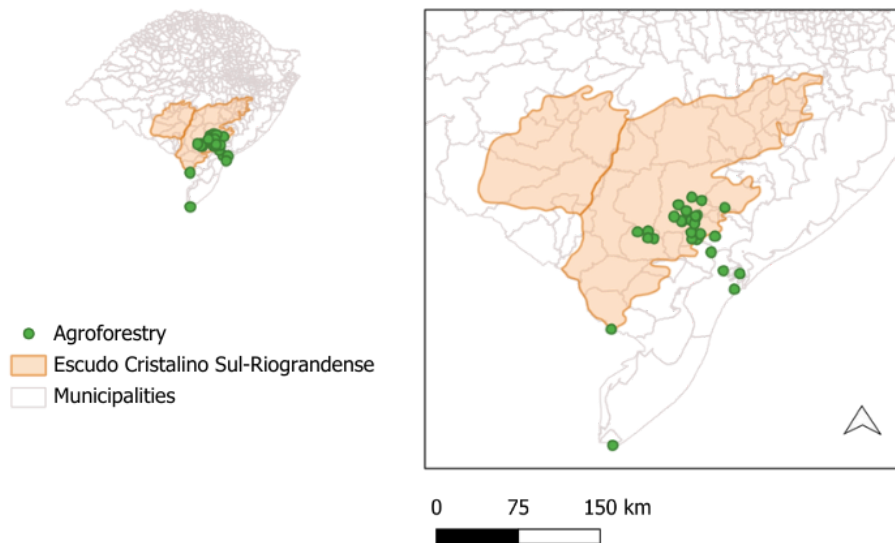 Agroforestry
Escudo Cristalino Sul-Riograndense
Municipalities
0 75 150 km